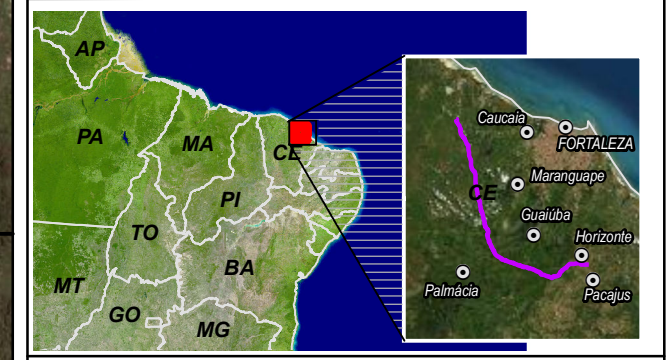 AP
PA
MA
CE
PI
TO
BA
MT
GO
MG
Caucaia
FORTALEZA
Maranguape
CE
Guaiúba
Horizonte
Palmácia
Pacajus